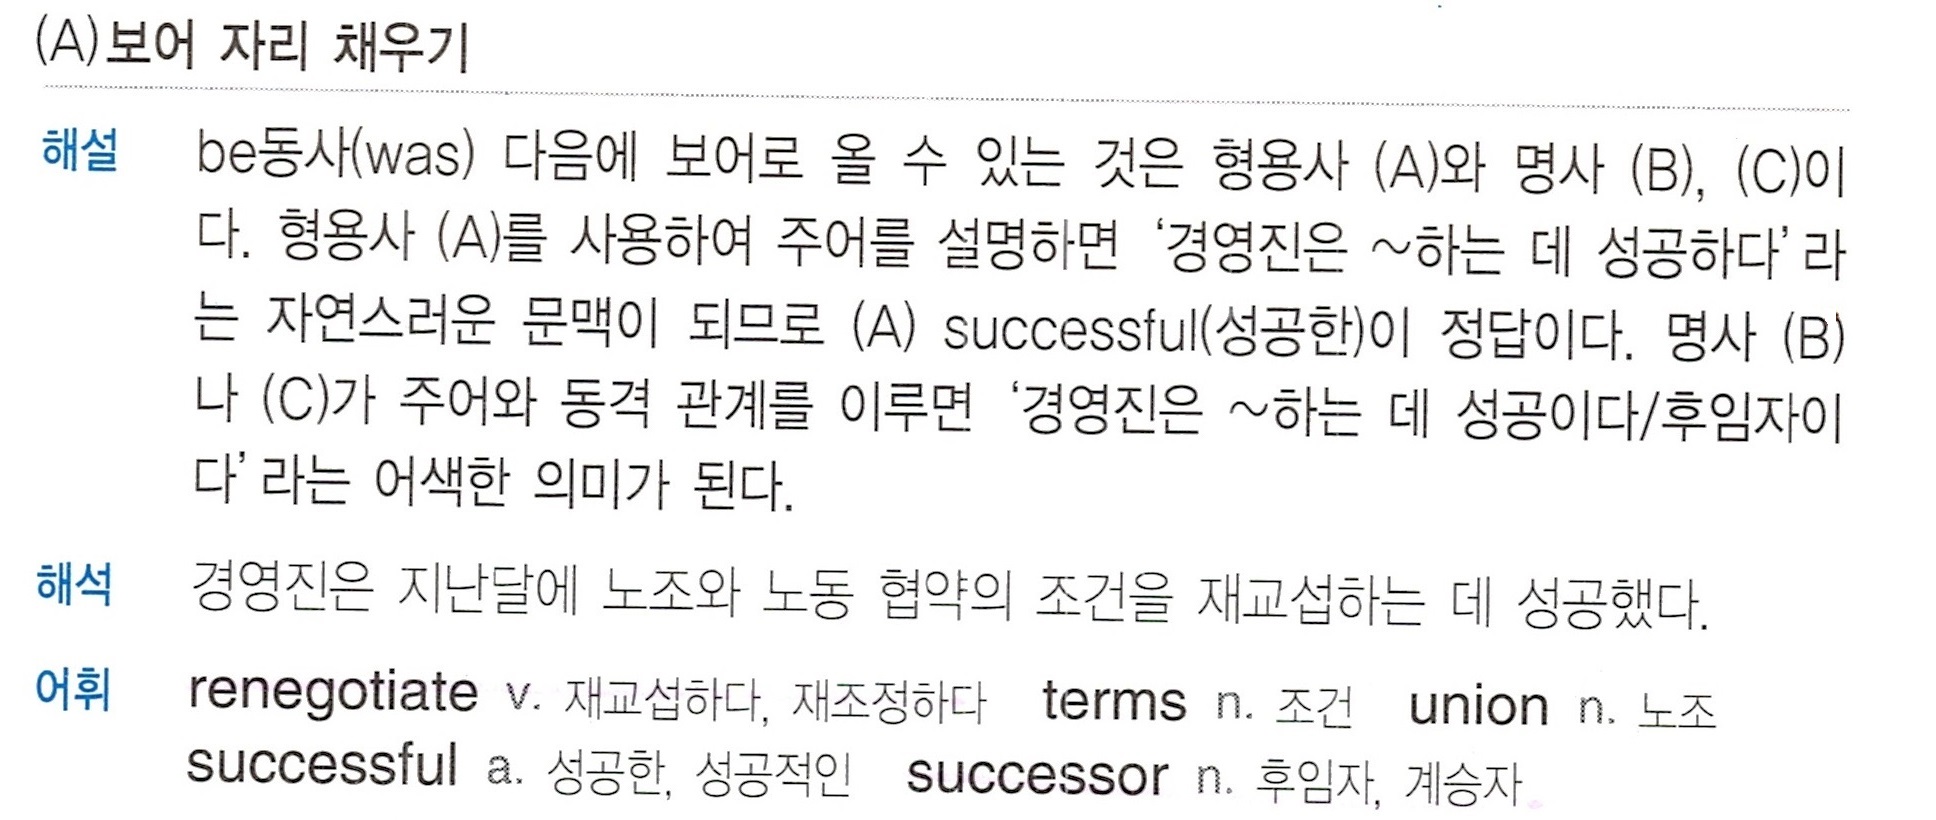 (A) 보어 자리 채우기
해설 be동사(was) 다음에 보어로 올 수 있는 것은 형용사 (A)와 명사 (B), (C)이
다. 형용사 (A)를 사용하여 주어를 설명하면 ‘경영진은 ~하는 데 성공하다’라
는 자연스러운 문맥이 되므로 (A) successful(성공한)이 정답이다. 명사 (B)
나 (C)가 주어와 동격 관계를 이루면 ‘경영진은 ~하는 데 성공이다/후임자이
다’라는 어색한 의미가 된다.
해석 경영진은 지난달에 노조와 노동 협약의 조건을 재교섭하는 데 성공했다.
어휘 renegotiate v. 재교섭하다, 재조정하다 terms n. 조건 union n. 노조
successful a. 성공한, 성공적인 successor n. 후임자, 계승자